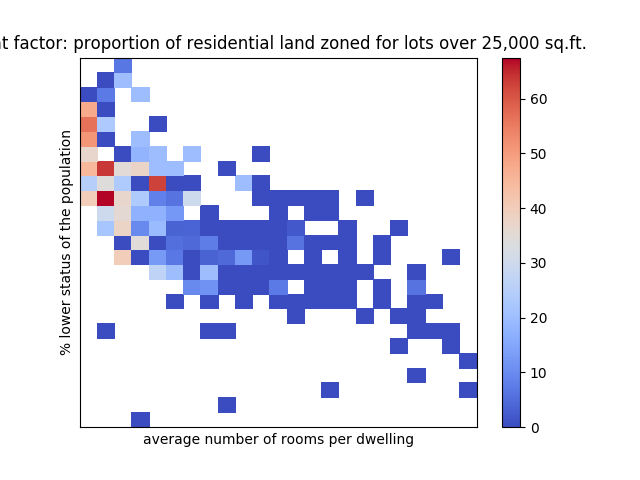 factor: proportion of residential land zoned for lots over 25,000 sq.ft.
% lower status of the population
average number of rooms per dwelling
60
50
40
30
20
10
0